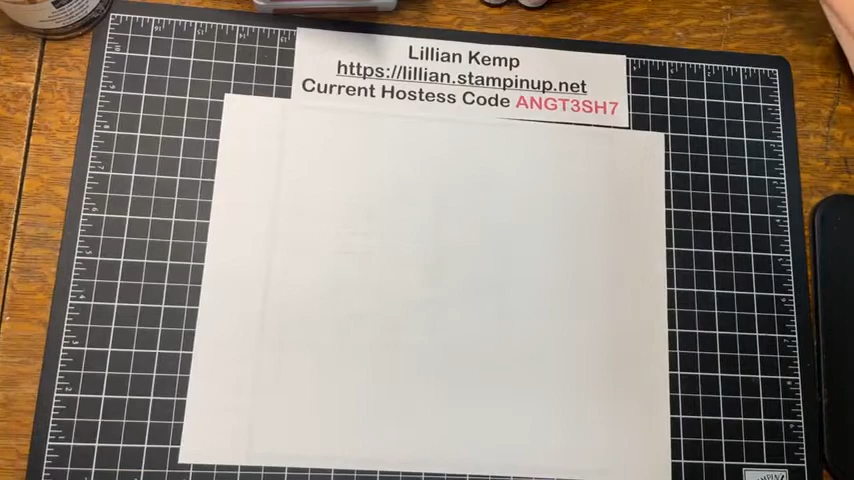 Lillian Kemp
https://lillian.stampinup.net
Current Hostess Code ANGT3SH7